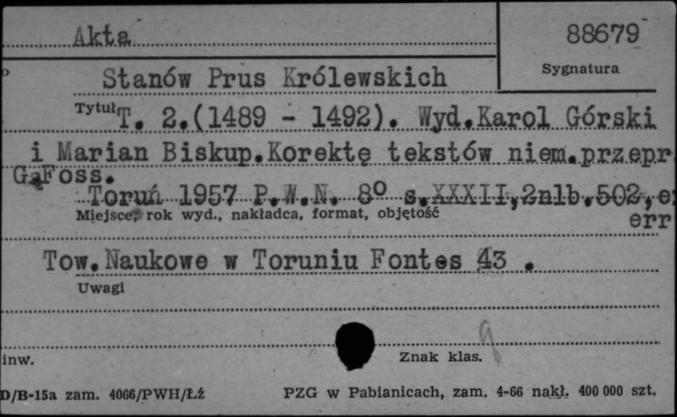 Akta
88679
Sygnatura
Stanów Prus Królewskich
Tytuł T. 2.(1489 - 1492). Wyd.Karol Górski
i Marian Biskup.Korektę tekstów niem.przepr.
G.Foss.
Toruń 1957 P.W.N. 8º s.XXXII,2nlb.502,
err
Miejsce, rok wyd., nakładca, format, objętość
Tow.Naukowe w Toruniu Fontes 43 .
Uwagi
inw.
Znak klas. g
D/B-15a zam. 4066/PWH/Łź
PZG w Pabianicach, zam. 4-66 nakł. 400 000 szt.